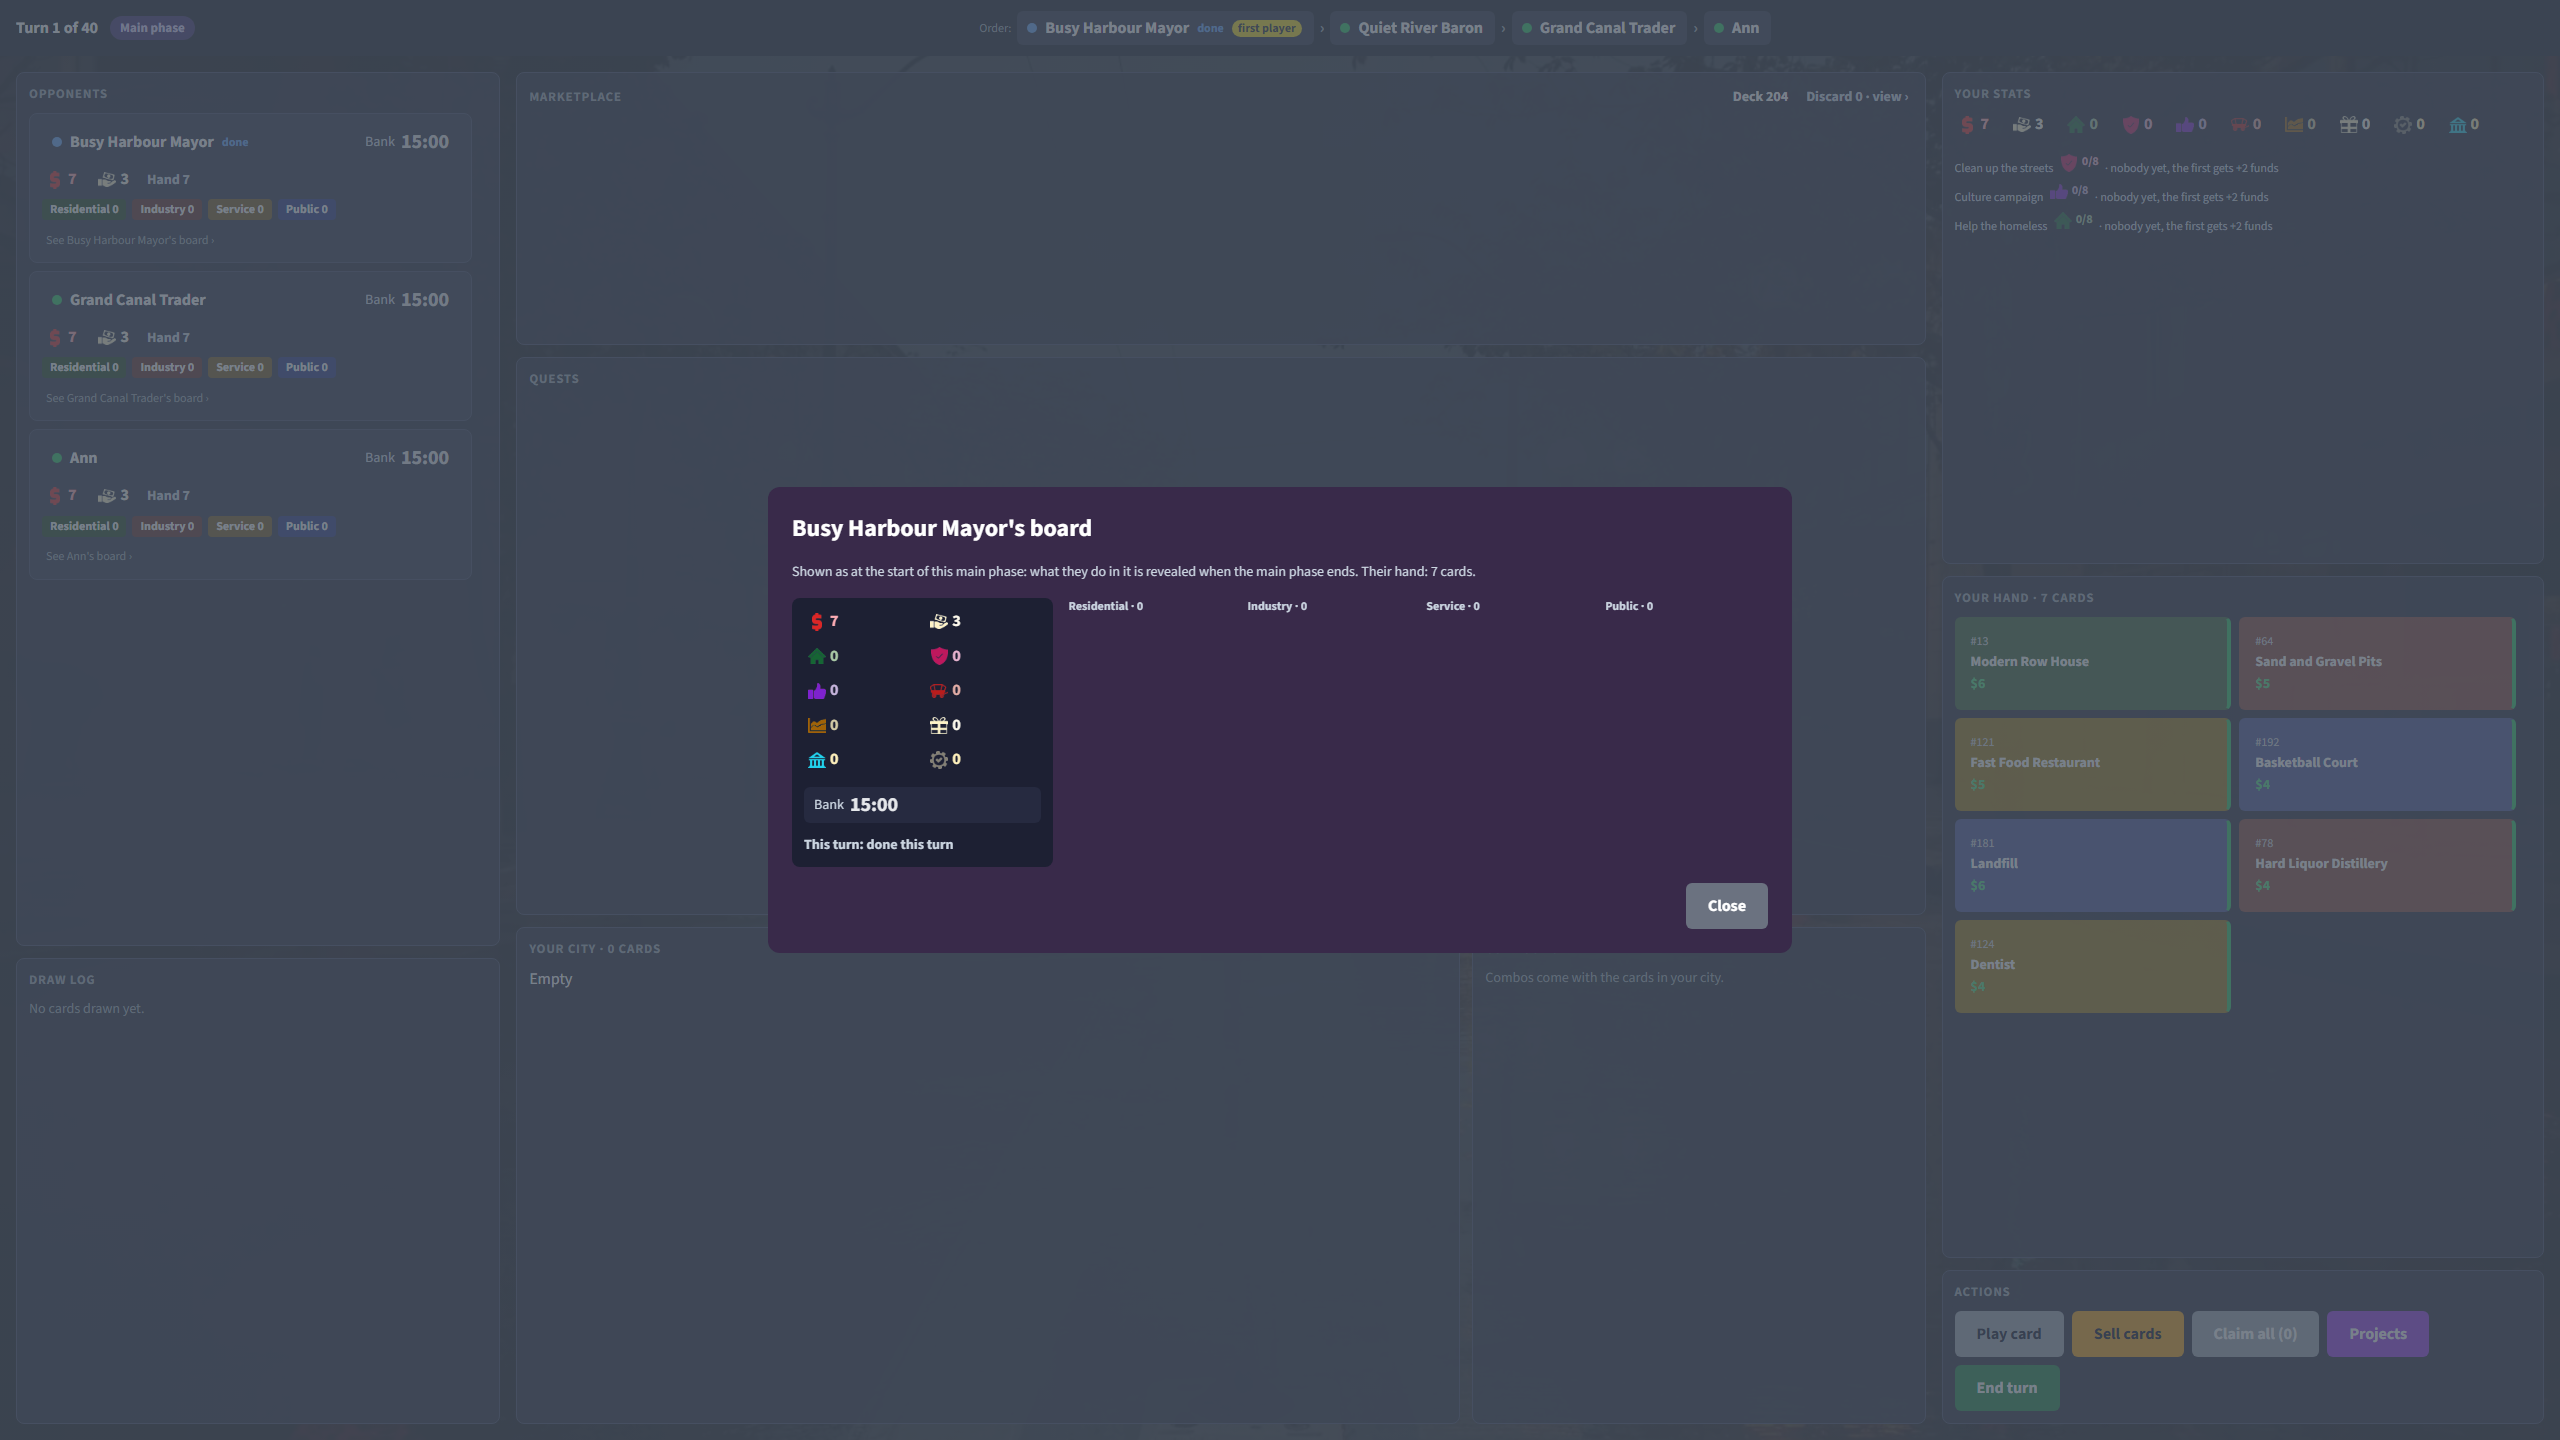 Turn 1 of 40 Main phase
Order: Busy Harbour Mayor done first player › Quiet River Baron › Grand Canal Trader › Ann
OPPONENTS
Busy Harbour Mayor done Bank 15:00
7 3 Hand 7
Residential 0 Industry 0 Service 0 Public 0
See Busy Harbour Mayor's board ›
Grand Canal Trader Bank 15:00
7 3 Hand 7
Residential 0 Industry 0 Service 0 Public 0
See Grand Canal Trader's board ›
Ann Bank 15:00
7 3 Hand 7
Residential 0 Industry 0 Service 0 Public 0
See Ann's board ›
DRAW LOG
No cards drawn yet.
MARKETPLACE Deck 204 Discard 0 · view ›
QUESTS
Busy Harbour Mayor's board
Shown as at the start of this main phase: what they do in it is revealed when the main phase ends. Their hand: 7 cards.
7 3
0 0
0 0
0 0
0 0
Bank 15:00
This turn: done this turn
Residential · 0 Industry · 0 Service · 0 Public · 0
Close
YOUR CITY · 0 CARDS
Empty
Combos come with the cards in your city.
YOUR STATS
7 3 0 0 0 0 0 0 0 0
Clean up the streets 0/8 · nobody yet, the first gets +2 funds
Culture campaign 0/8 · nobody yet, the first gets +2 funds
Help the homeless 0/8 · nobody yet, the first gets +2 funds
YOUR HAND · 7 CARDS
#13
Modern Row House
$6
#64
Sand and Gravel Pits
$5
#121
Fast Food Restaurant
$5
#192
Basketball Court
$4
#181
Landfill
$6
#78
Hard Liquor Distillery
$4
#124
Dentist
$4
ACTIONS
Play card Sell cards Claim all (0) Projects
End turn